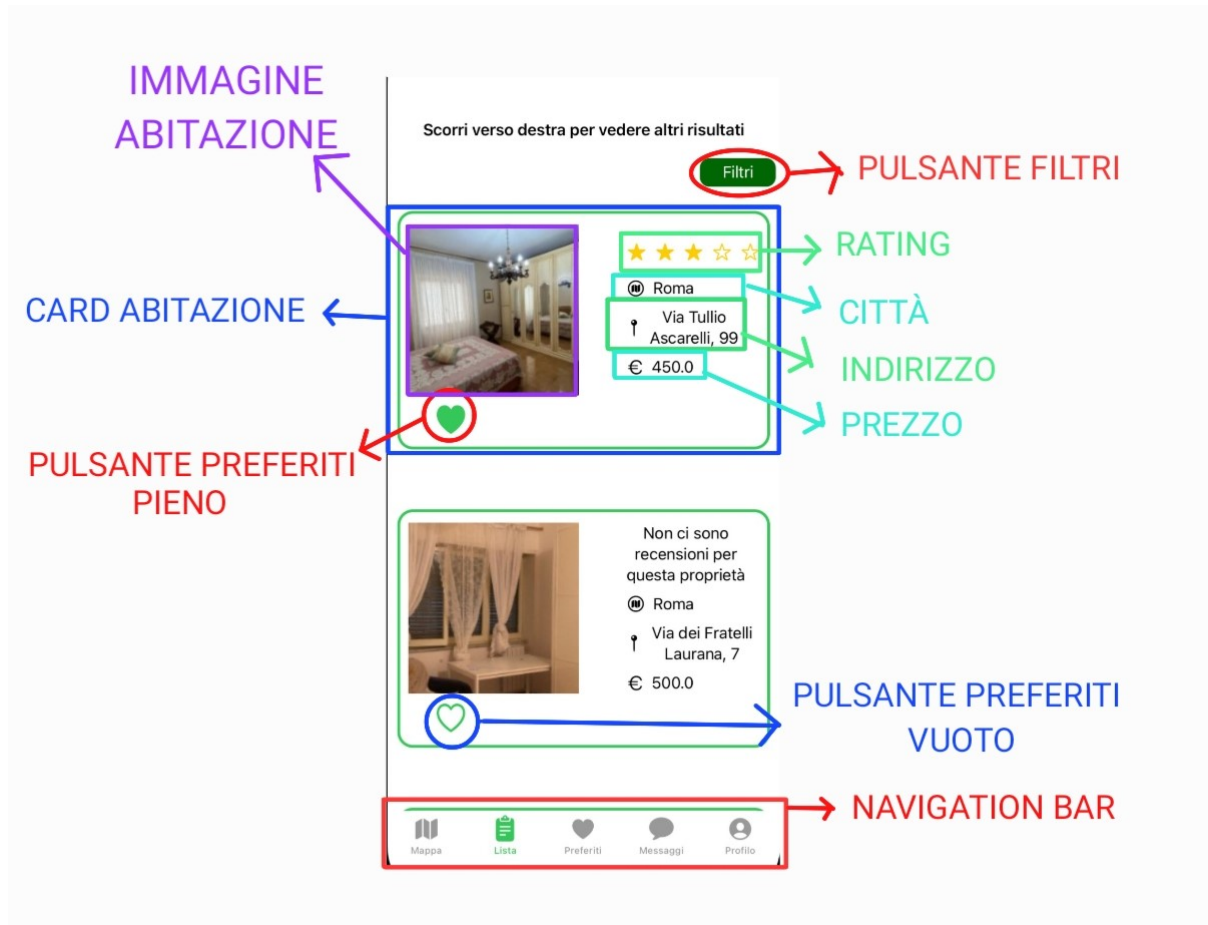 IMMAGINE
ABITAZIONE
Scorri verso destra per vedere altri risultati
Filtri
PULSANTE FILTRI
RATING
CARD ABITAZIONE
Roma
CITTÀ
Via Tullio
Ascarelli, 99
INDIRIZZO
€ 450.0
PREZZO
PULSANTE PREFERITI
PIENO
Non ci sono
recensioni per
questa proprietà
Roma
Via dei Fratelli
Laurana, 7
€ 500.0
PULSANTE PREFERITI
VUOTO
NAVIGATION BAR
Mappa
Lista
Preferiti
Messaggi
Profilo